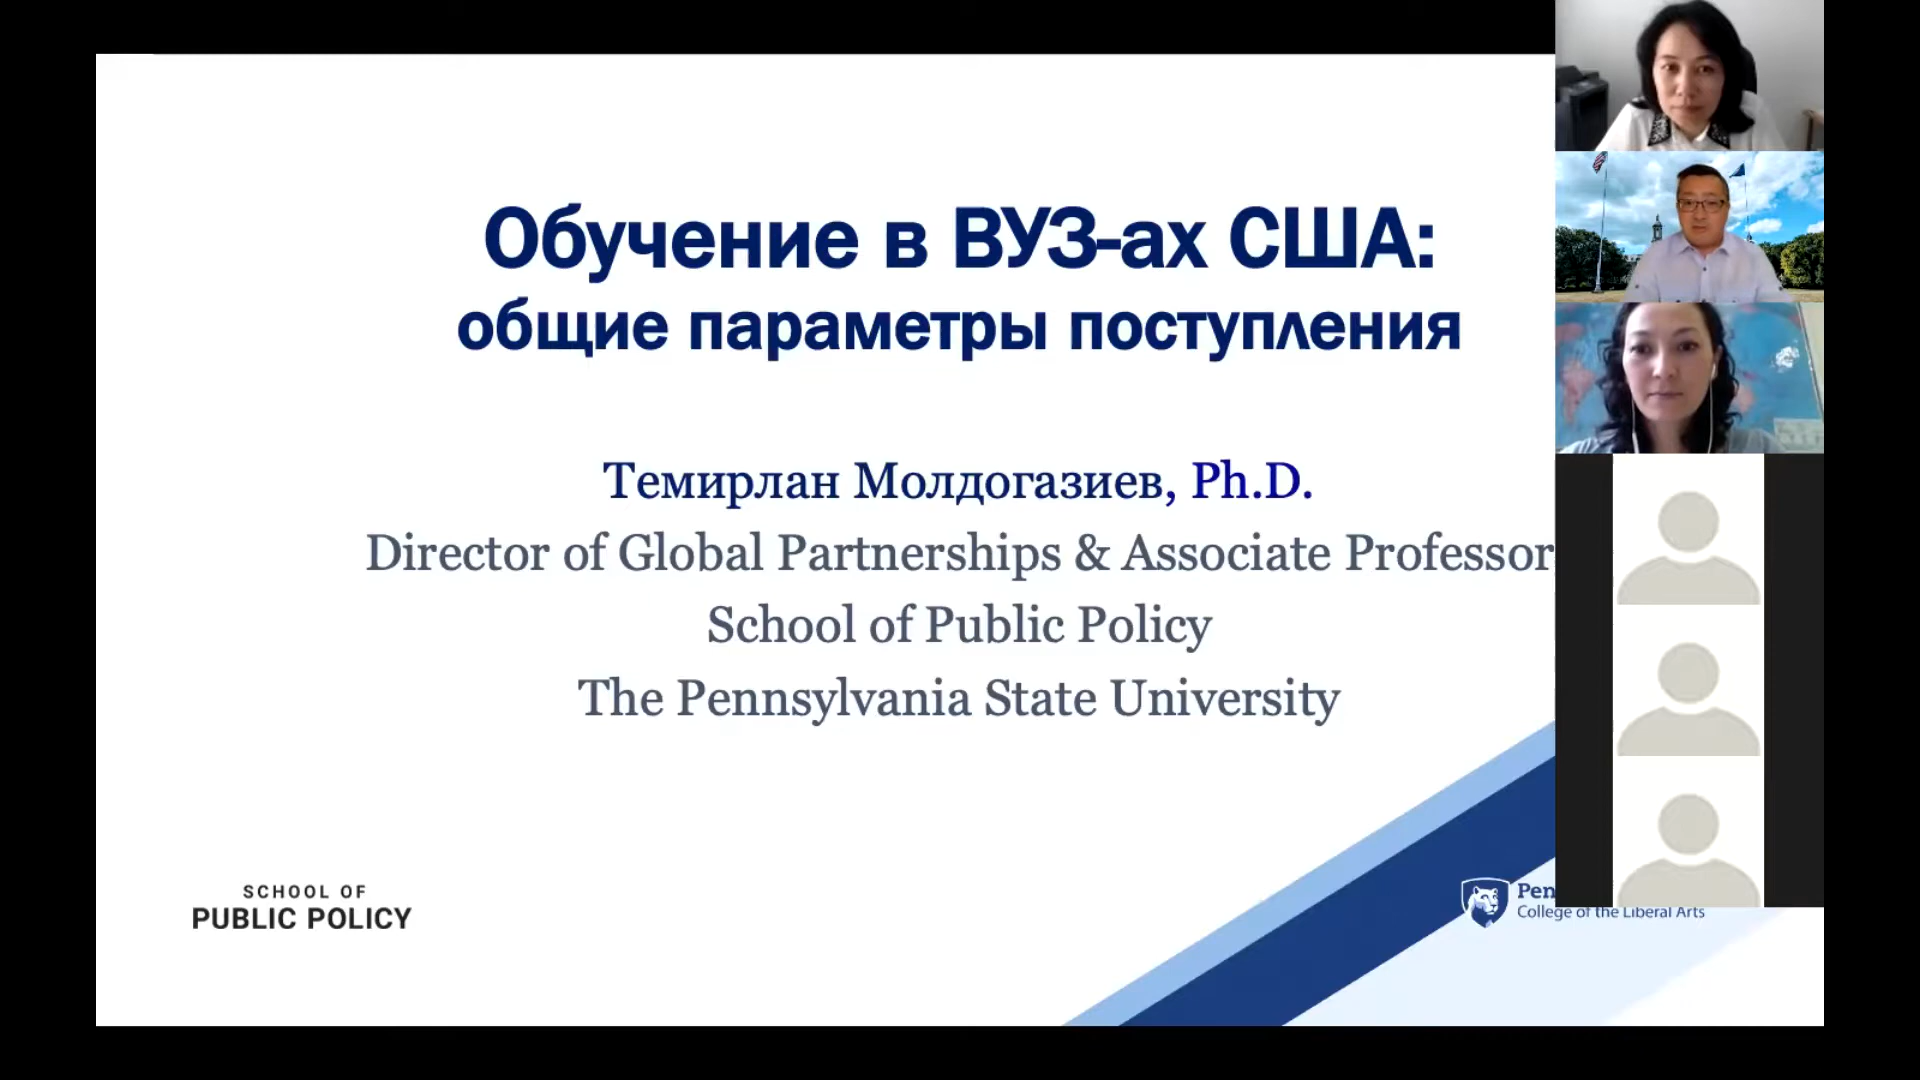 Обучение в ВУЗ-ах США:
общие параметры поступления
Темирлан Молдогазиев, Ph.D.
Director of Global Partnerships & Associate Professor
School of Public Policy
The Pennsylvania State University
SCHOOL OF
PUBLIC POLICY
College of the Liberal Arts